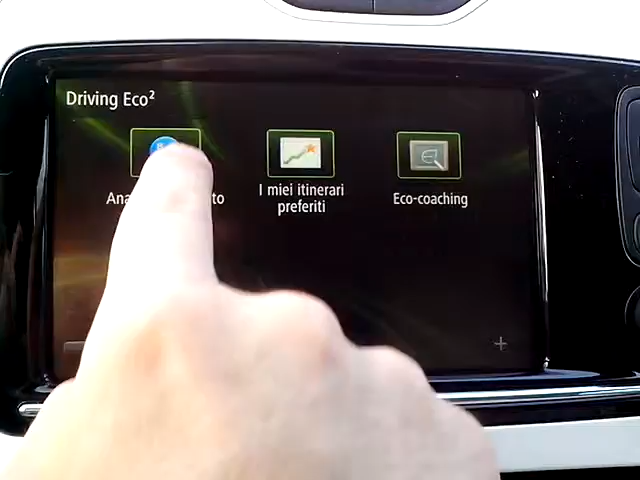 Driving Eco²
I miei itinerari
preferiti
Eco-coaching